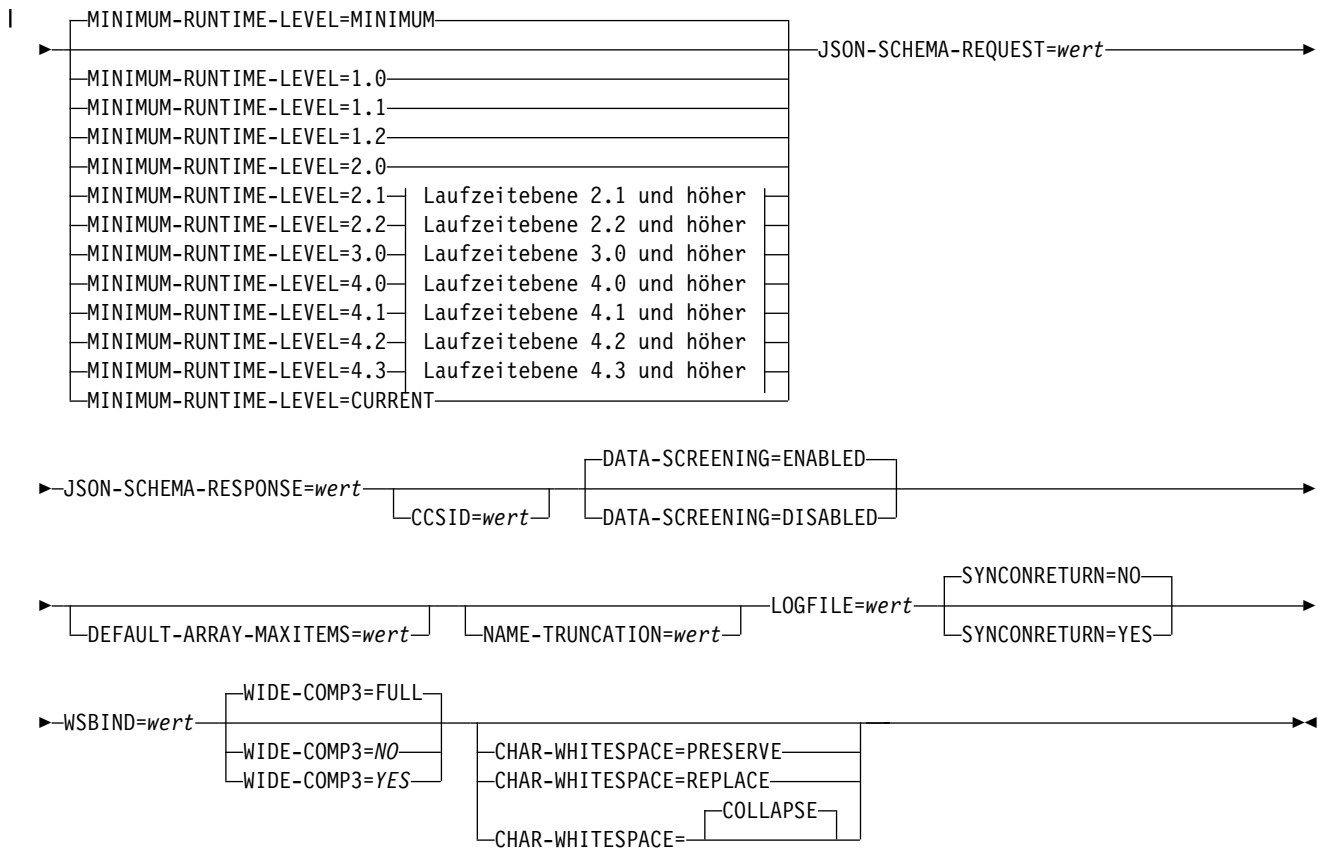 MINIMUM-RUNTIME-LEVEL=MINIMUM
JSON-SCHEMA-REQUEST=wert
MINIMUM-RUNTIME-LEVEL=1.0
MINIMUM-RUNTIME-LEVEL=1.1
MINIMUM-RUNTIME-LEVEL=1.2
MINIMUM-RUNTIME-LEVEL=2.0
MINIMUM-RUNTIME-LEVEL=2.1 Laufzeitebene 2.1 und höher
MINIMUM-RUNTIME-LEVEL=2.2 Laufzeitebene 2.2 und höher
MINIMUM-RUNTIME-LEVEL=3.0 Laufzeitebene 3.0 und höher
MINIMUM-RUNTIME-LEVEL=4.0 Laufzeitebene 4.0 und höher
MINIMUM-RUNTIME-LEVEL=4.1 Laufzeitebene 4.1 und höher
MINIMUM-RUNTIME-LEVEL=4.2 Laufzeitebene 4.2 und höher
MINIMUM-RUNTIME-LEVEL=4.3 Laufzeitebene 4.3 und höher
MINIMUM-RUNTIME-LEVEL=CURRENT
DATA-SCREENING=ENABLED
JSON-SCHEMA-RESPONSE=wert
CCSID=wert DATA-SCREENING=DISABLED
SYNCONRETURN=NO
LOGFILE=wert
DEFAULT-ARRAY-MAXITEMS=wert NAME-TRUNCATION=wert SYNCONRETURN=YES
WIDE-COMP3=FULL
WSBIND=wert
WIDE-COMP3=NO CHAR-WHITESPACE=PRESERVE
WIDE-COMP3=YES CHAR-WHITESPACE=REPLACE
COLLAPSE
CHAR-WHITESPACE=